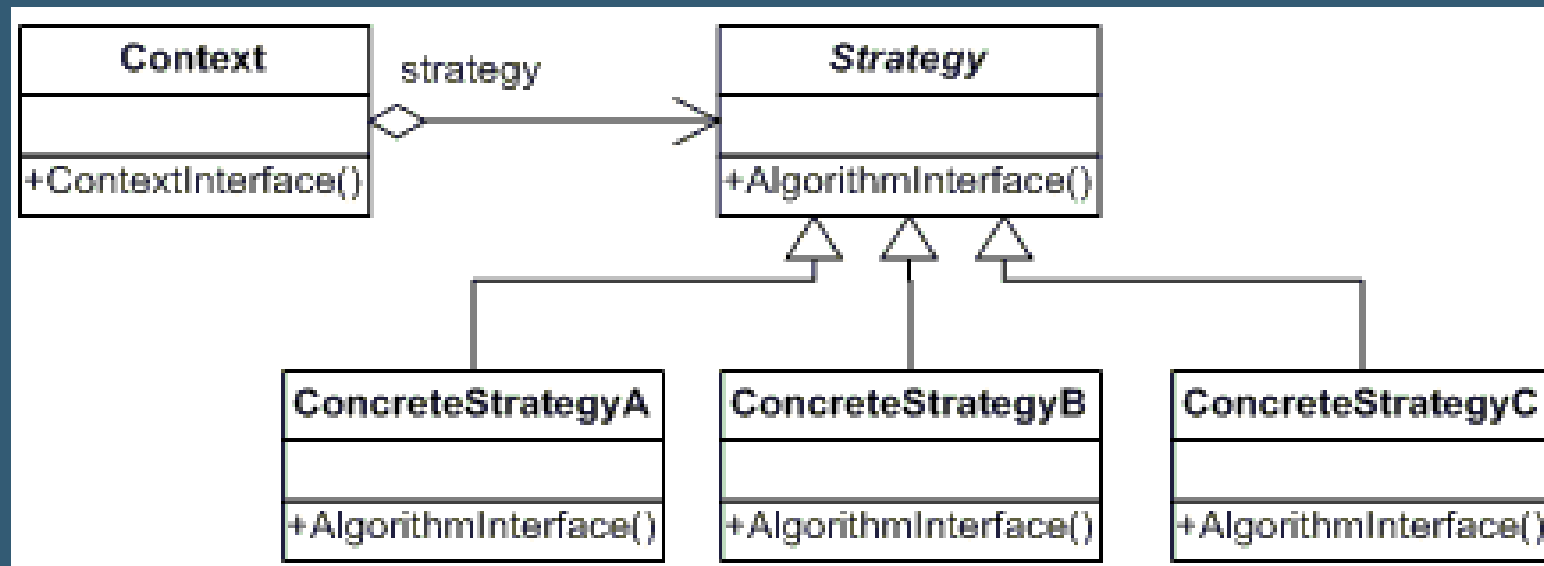 Context
strategy
Strategy
+ContextInterface()
+AlgorithmInterface()
ConcreteStrategyA
ConcreteStrategyB
ConcreteStrategyC
+AlgorithmInterface()
+AlgorithmInterface()
+AlgorithmInterface()